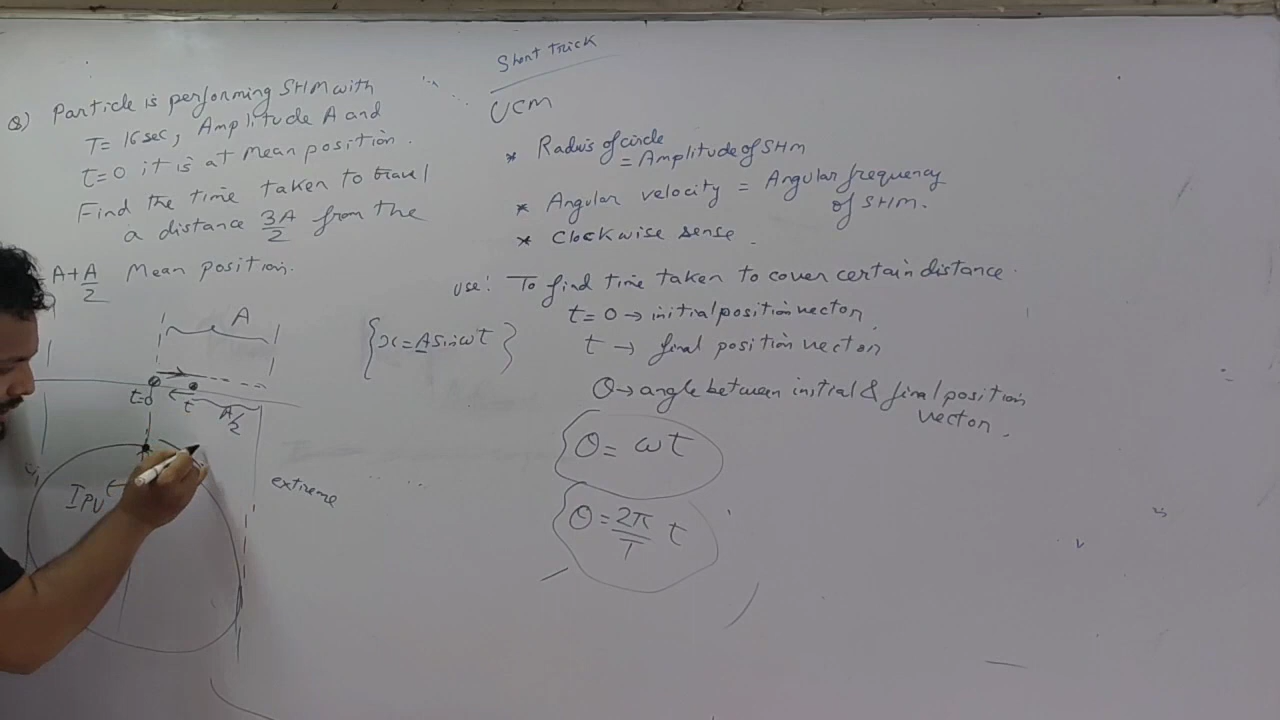 Q) Particle is performing SHM with
T = 16 sec, Amplitude A and
t=0 it is at Mean position.
Find the time taken to travel
a distance 3A/2 from the
Mean position.
= A+A/2
A
t=0
t
A/2
IPV
extreme
{x = A sin ωt}
Short trick
UCM
* Radius of circle
= Amplitude of SHM
* Angular velocity = Angular frequency
of SHM.
* Clockwise sense.
use: To find time taken to cover certain distance.
t = 0 → initial position vector,
t → final position vector
θ → angle between initial & final position
vector.
θ = ωt
θ = 2π/T t